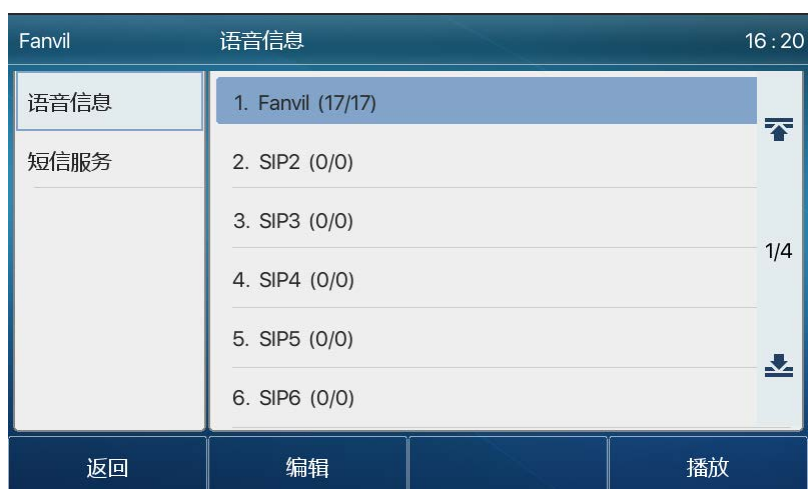 Fanvil 语音信息 16:20
语音信息
短信服务
1. Fanvil (17/17)
2. SIP2 (0/0)
3. SIP3 (0/0)
4. SIP4 (0/0)
5. SIP5 (0/0)
6. SIP6 (0/0)
1/4
返回 编辑 播放